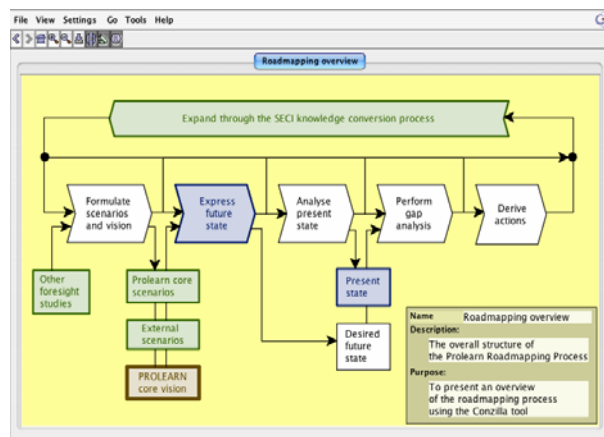 File View Settings Go Tools Help
Roadmapping overview
Expand through the SECI knowledge conversion process
Formulate
scenarios
and vision
Express
future
state
Analyse
present
state
Perform
gap
analysis
Derive
actions
Other
foresight
studies
Prolearn core
scenarios
External
scenarios
PROLEARN
core vision
Present
state
Desired
future
state
Name Roadmapping overview
Description:
The overall structure of
the Prolearn Roadmapping Process
Purpose:
To present an overview
of the roadmapping process
using the Conzilla tool